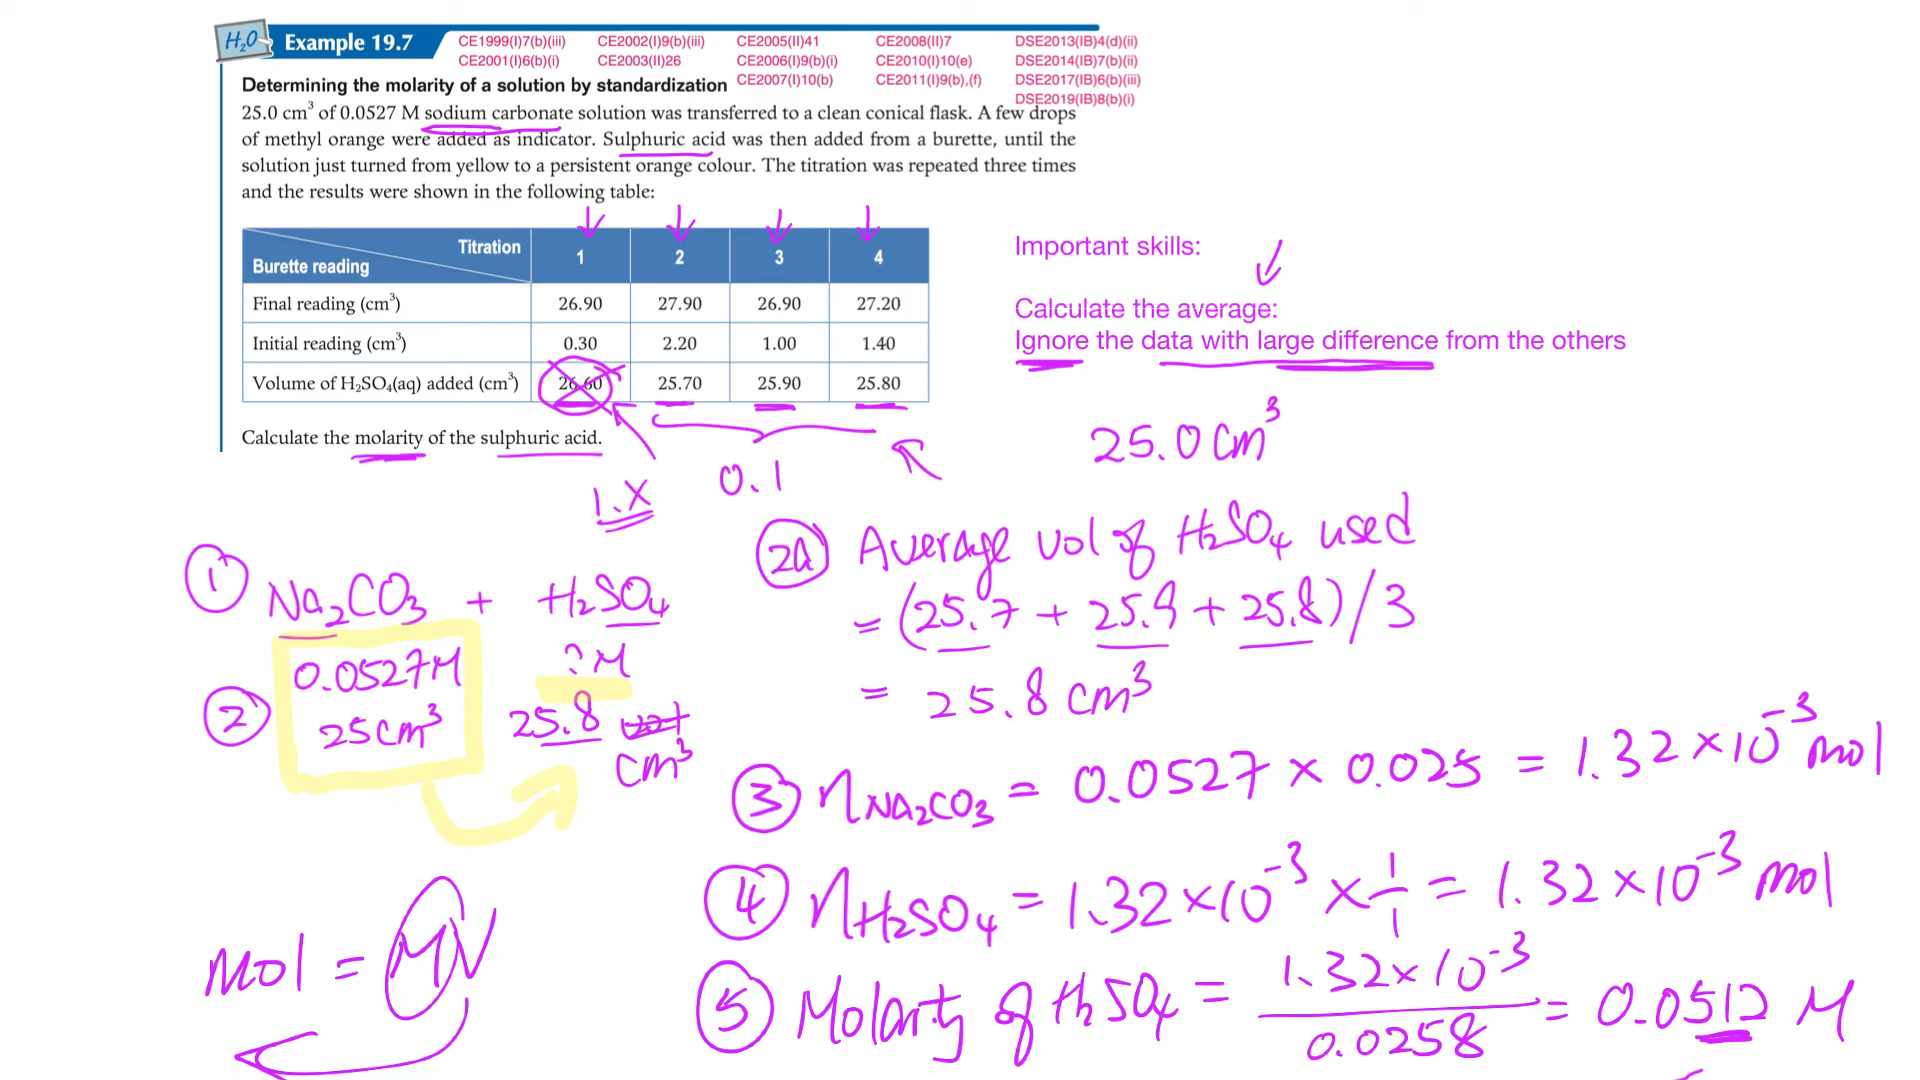 H₂O Example 19.7
CE1999(I)7(b)(iii) CE2002(I)9(b)(iii) CE2005(II)41 CE2008(II)7 DSE2013(IB)4(d)(ii)
CE2001(I)6(b)(i) CE2003(II)26 CE2006(I)9(b)(i) CE2010(I)10(e) DSE2014(IB)7(b)(ii)
CE2007(I)10(b) CE2011(I)9(b),(f) DSE2017(IB)6(b)(iii)
DSE2019(IB)8(b)(i)
Determining the molarity of a solution by standardization
25.0 cm³ of 0.0527 M sodium carbonate solution was transferred to a clean conical flask. A few drops
of methyl orange were added as indicator. Sulphuric acid was then added from a burette, until the
solution just turned from yellow to a persistent orange colour. The titration was repeated three times
and the results were shown in the following table:
Titration
Burette reading
1 2 3 4
Final reading (cm³) 26.90 27.90 26.90 27.20
Initial reading (cm³) 0.30 2.20 1.00 1.40
Volume of H₂SO₄(aq) added (cm³) 26.60 25.70 25.90 25.80
Calculate the molarity of the sulphuric acid.
Important skills:
Calculate the average:
Ignore the data with large difference from the others
25.0 cm³
1.X
0.1
① Na₂CO₃ + H₂SO₄
② 0.0527M ?M
25cm³ 25.8
cm³
mol = MV
2a Average vol of H₂SO₄ used
= (25.7 + 25.9 + 25.8)/3
= 25.8 cm³
③ nNa₂CO₃ = 0.0527 × 0.025 = 1.32×10⁻³ mol
④ nH₂SO₄ = 1.32×10⁻³ × 1/1 = 1.32×10⁻³ mol
⑤ Molarity of H₂SO₄ = 1.32×10⁻³ / 0.0258 = 0.0512 M